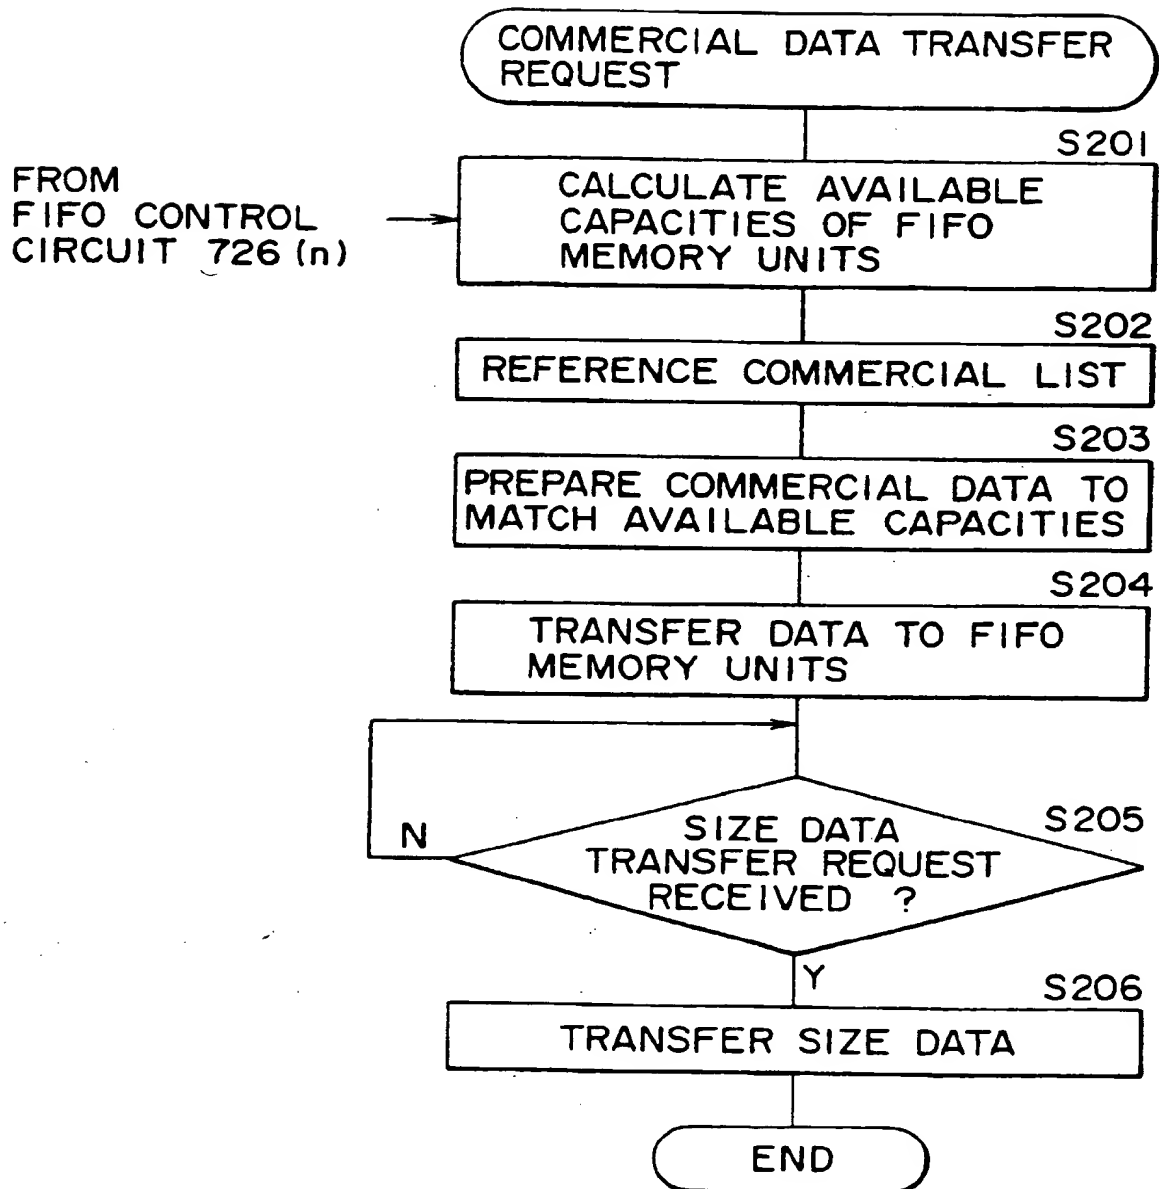 COMMERCIAL DATA TRANSFER
REQUEST
S201
FROM
FIFO CONTROL
CIRCUIT 726 (n)
CALCULATE AVAILABLE
CAPACITIES OF FIFO
MEMORY UNITS
S202
REFERENCE COMMERCIAL LIST
S203
PREPARE COMMERCIAL DATA TO
MATCH AVAILABLE CAPACITIES
S204
TRANSFER DATA TO FIFO
MEMORY UNITS
N
SIZE DATA
TRANSFER REQUEST
RECEIVED ?
S205
Y
S206
TRANSFER SIZE DATA
END